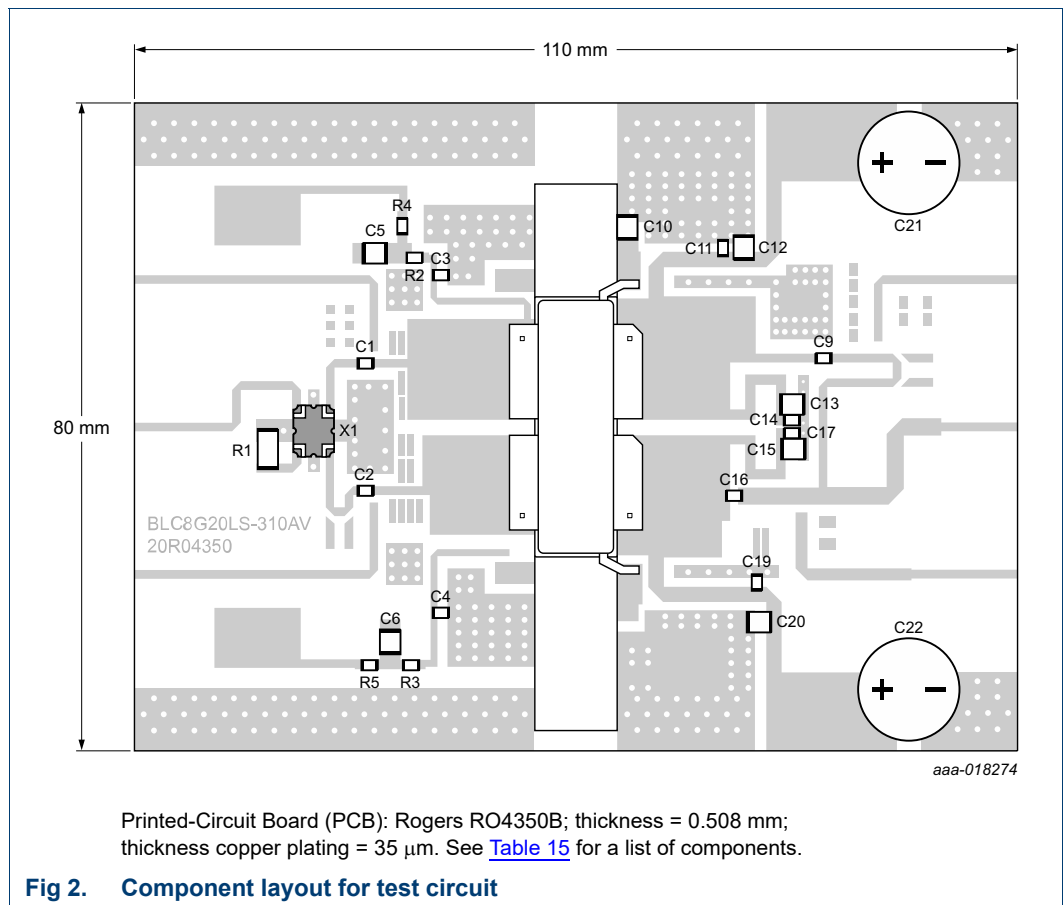 110 mm
80 mm
R4
C5
R2
C3
C10
C11
C12
+ −
C21
C1
C9
X1
R1
C13
C14
C17
C15
C2
C16
BLC8G20LS-310AV
20R04350
C19
C4
C6
C20
C22
+ −
R5
R3
aaa-018274
Printed-Circuit Board (PCB): Rogers RO4350B; thickness = 0.508 mm;
thickness copper plating = 35 μm. See Table 15 for a list of components.
Fig 2. Component layout for test circuit